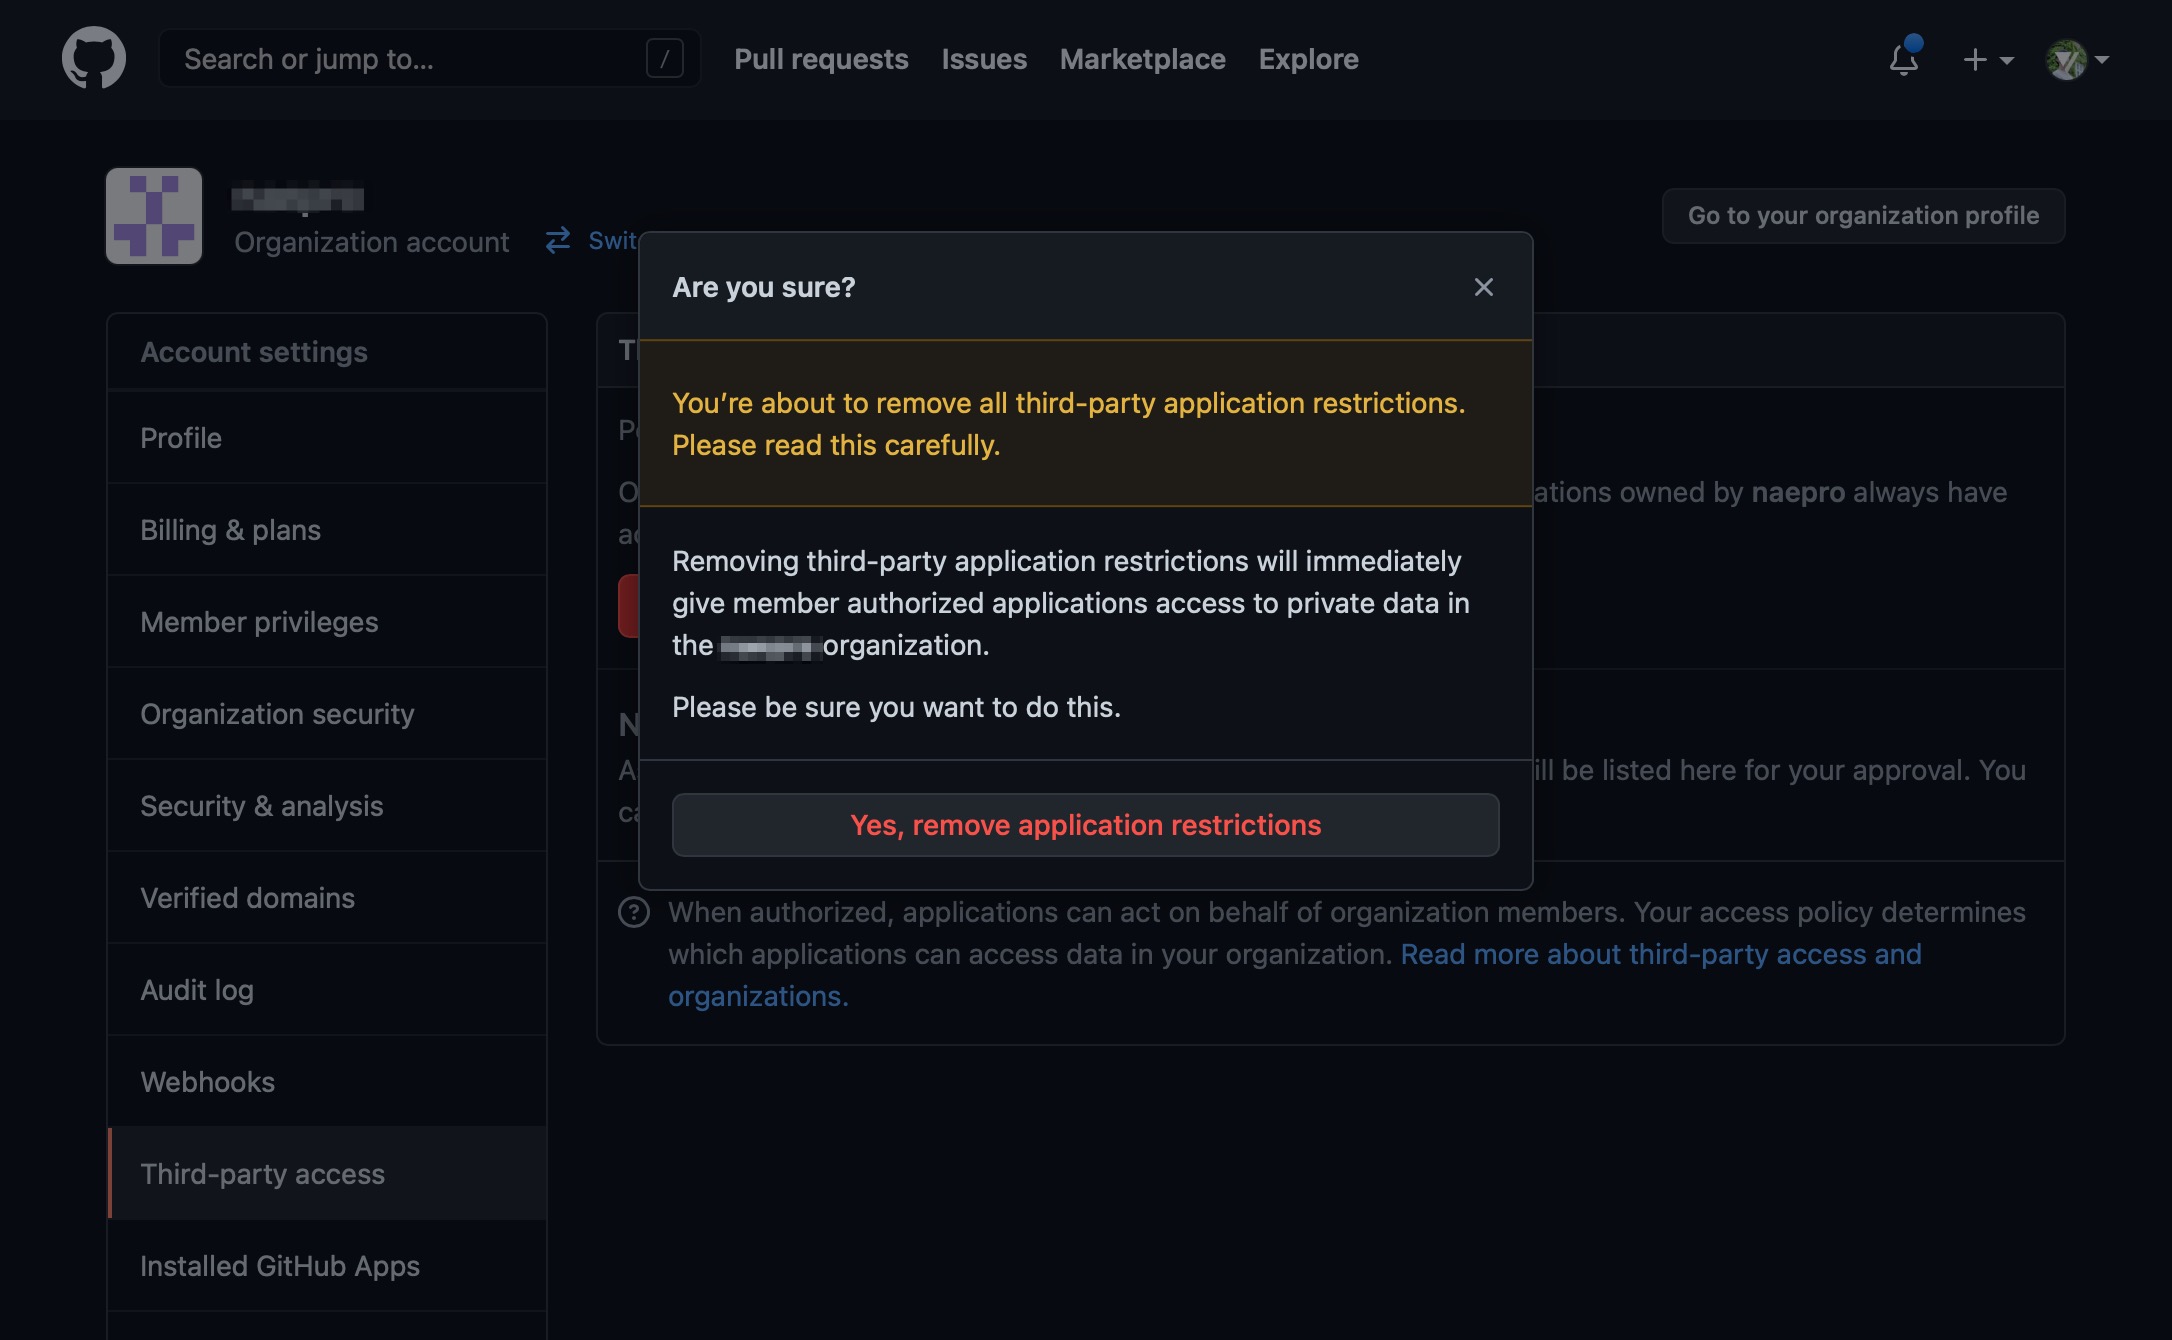 Search or jump to... /
Pull requests Issues Marketplace Explore
Organization account
Swit
Go to your organization profile
Account settings
Profile
Billing & plans
Member privileges
Organization security
Security & analysis
Verified domains
Audit log
Webhooks
Third-party access
Installed GitHub Apps
Are you sure?
You're about to remove all third-party application restrictions.
Please read this carefully.
Removing third-party application restrictions will immediately
give member authorized applications access to private data in
the organization.
Please be sure you want to do this.
Yes, remove application restrictions
ations owned by naepro always have
ill be listed here for your approval. You
When authorized, applications can act on behalf of organization members. Your access policy determines
which applications can access data in your organization. Read more about third-party access and
organizations.